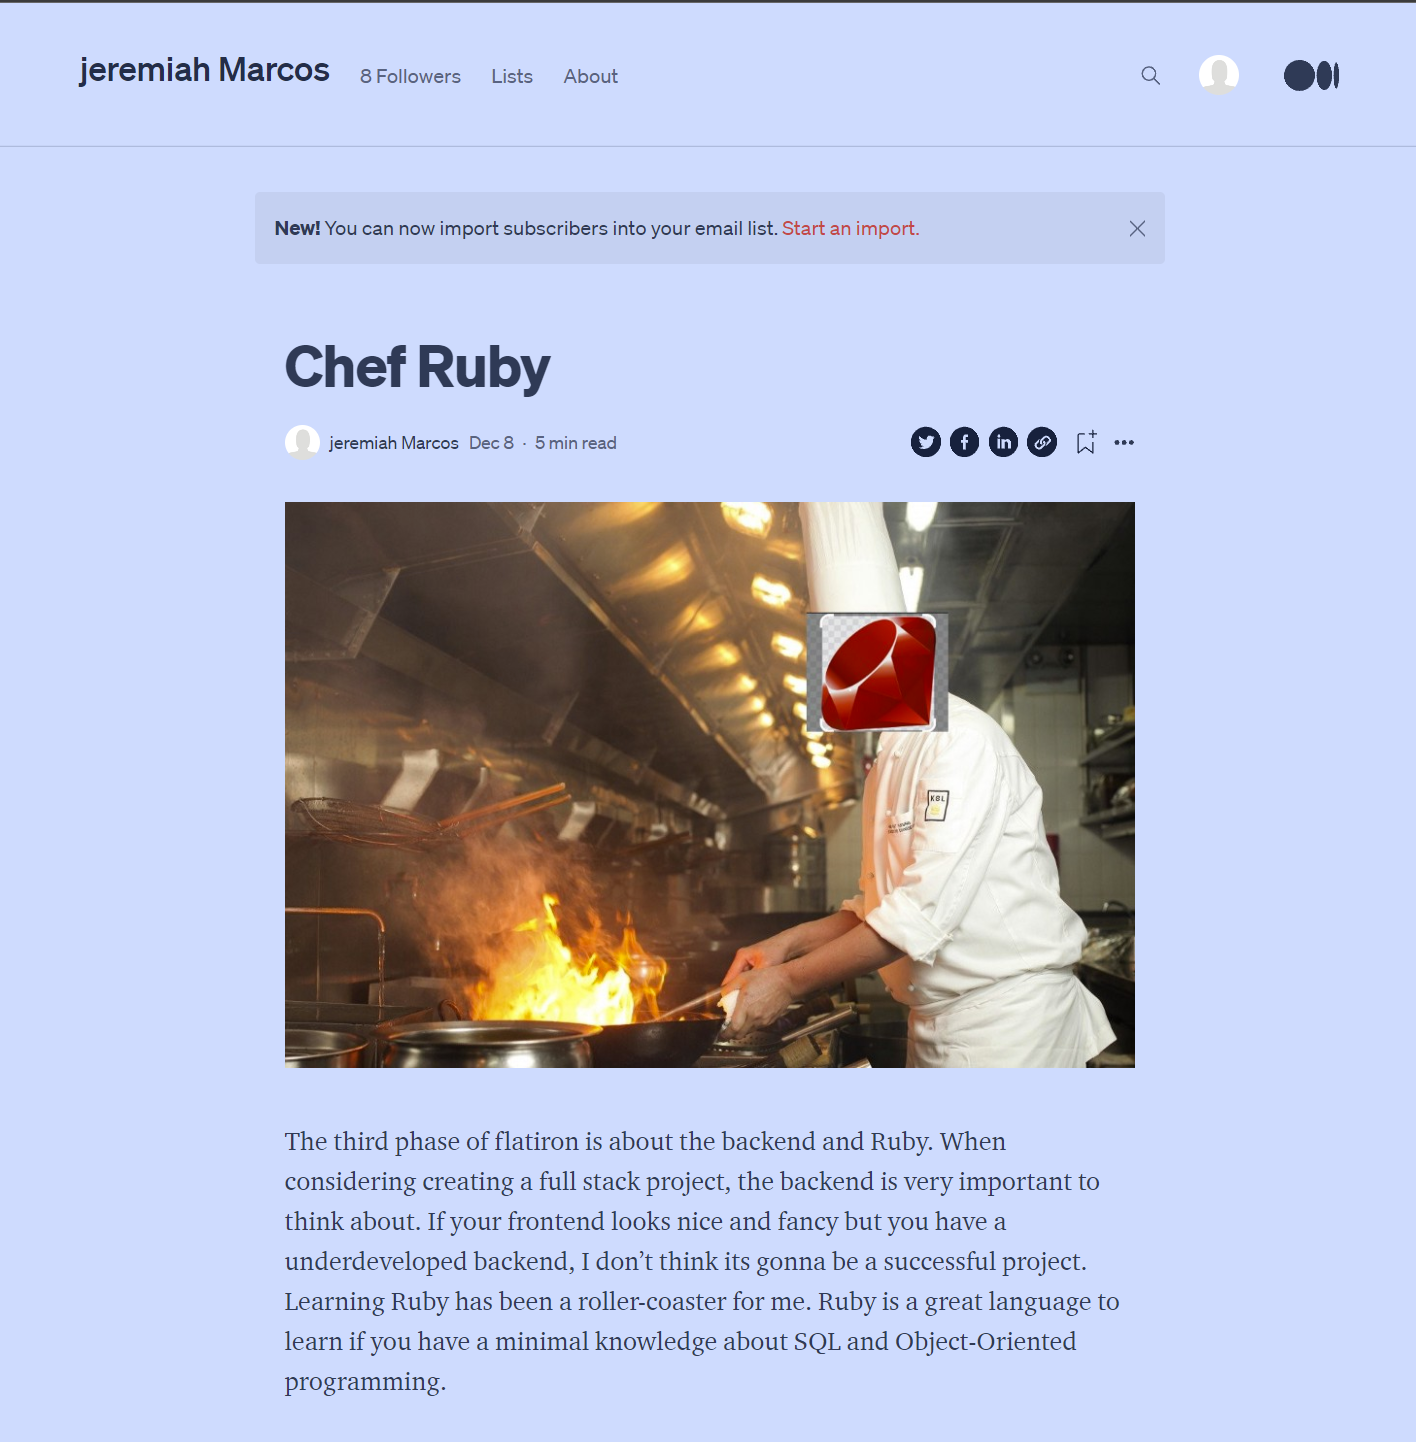 jeremiah Marcos 8 Followers Lists About
New! You can now import subscribers into your email list. Start an import.
Chef Ruby
jeremiah Marcos Dec 8 · 5 min read
K8L
The third phase of flatiron is about the backend and Ruby. When
considering creating a full stack project, the backend is very important to
think about. If your frontend looks nice and fancy but you have a
underdeveloped backend, I don’t think its gonna be a successful project.
Learning Ruby has been a roller-coaster for me. Ruby is a great language to
learn if you have a minimal knowledge about SQL and Object-Oriented
programming.